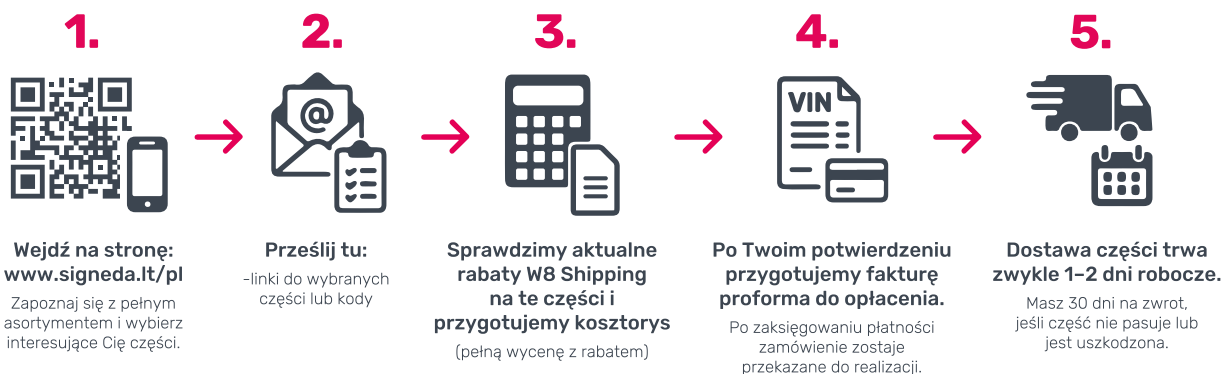 1.
Wejdź na stronę:
www.signeda.lt/pl
Zapoznaj się z pełnym
asortymentem i wybierz
interesujące Cię części.
2.
@
Prześlij tu:
-linki do wybranych
części lub kody
3.
Sprawdzimy aktualne
rabaty W8 Shipping
na te części i
przygotujemy kosztorys
(pełną wycenę z rabatem)
4.
VIN
Po Twoim potwierdzeniu
przygotujemy fakturę
proforma do opłacenia.
Po zaksięgowaniu płatności
zamówienie zostaje
przekazane do realizacji.
5.
Dostawa części trwa
zwykle 1–2 dni robocze.
Masz 30 dni na zwrot,
jeśli część nie pasuje lub
jest uszkodzona.